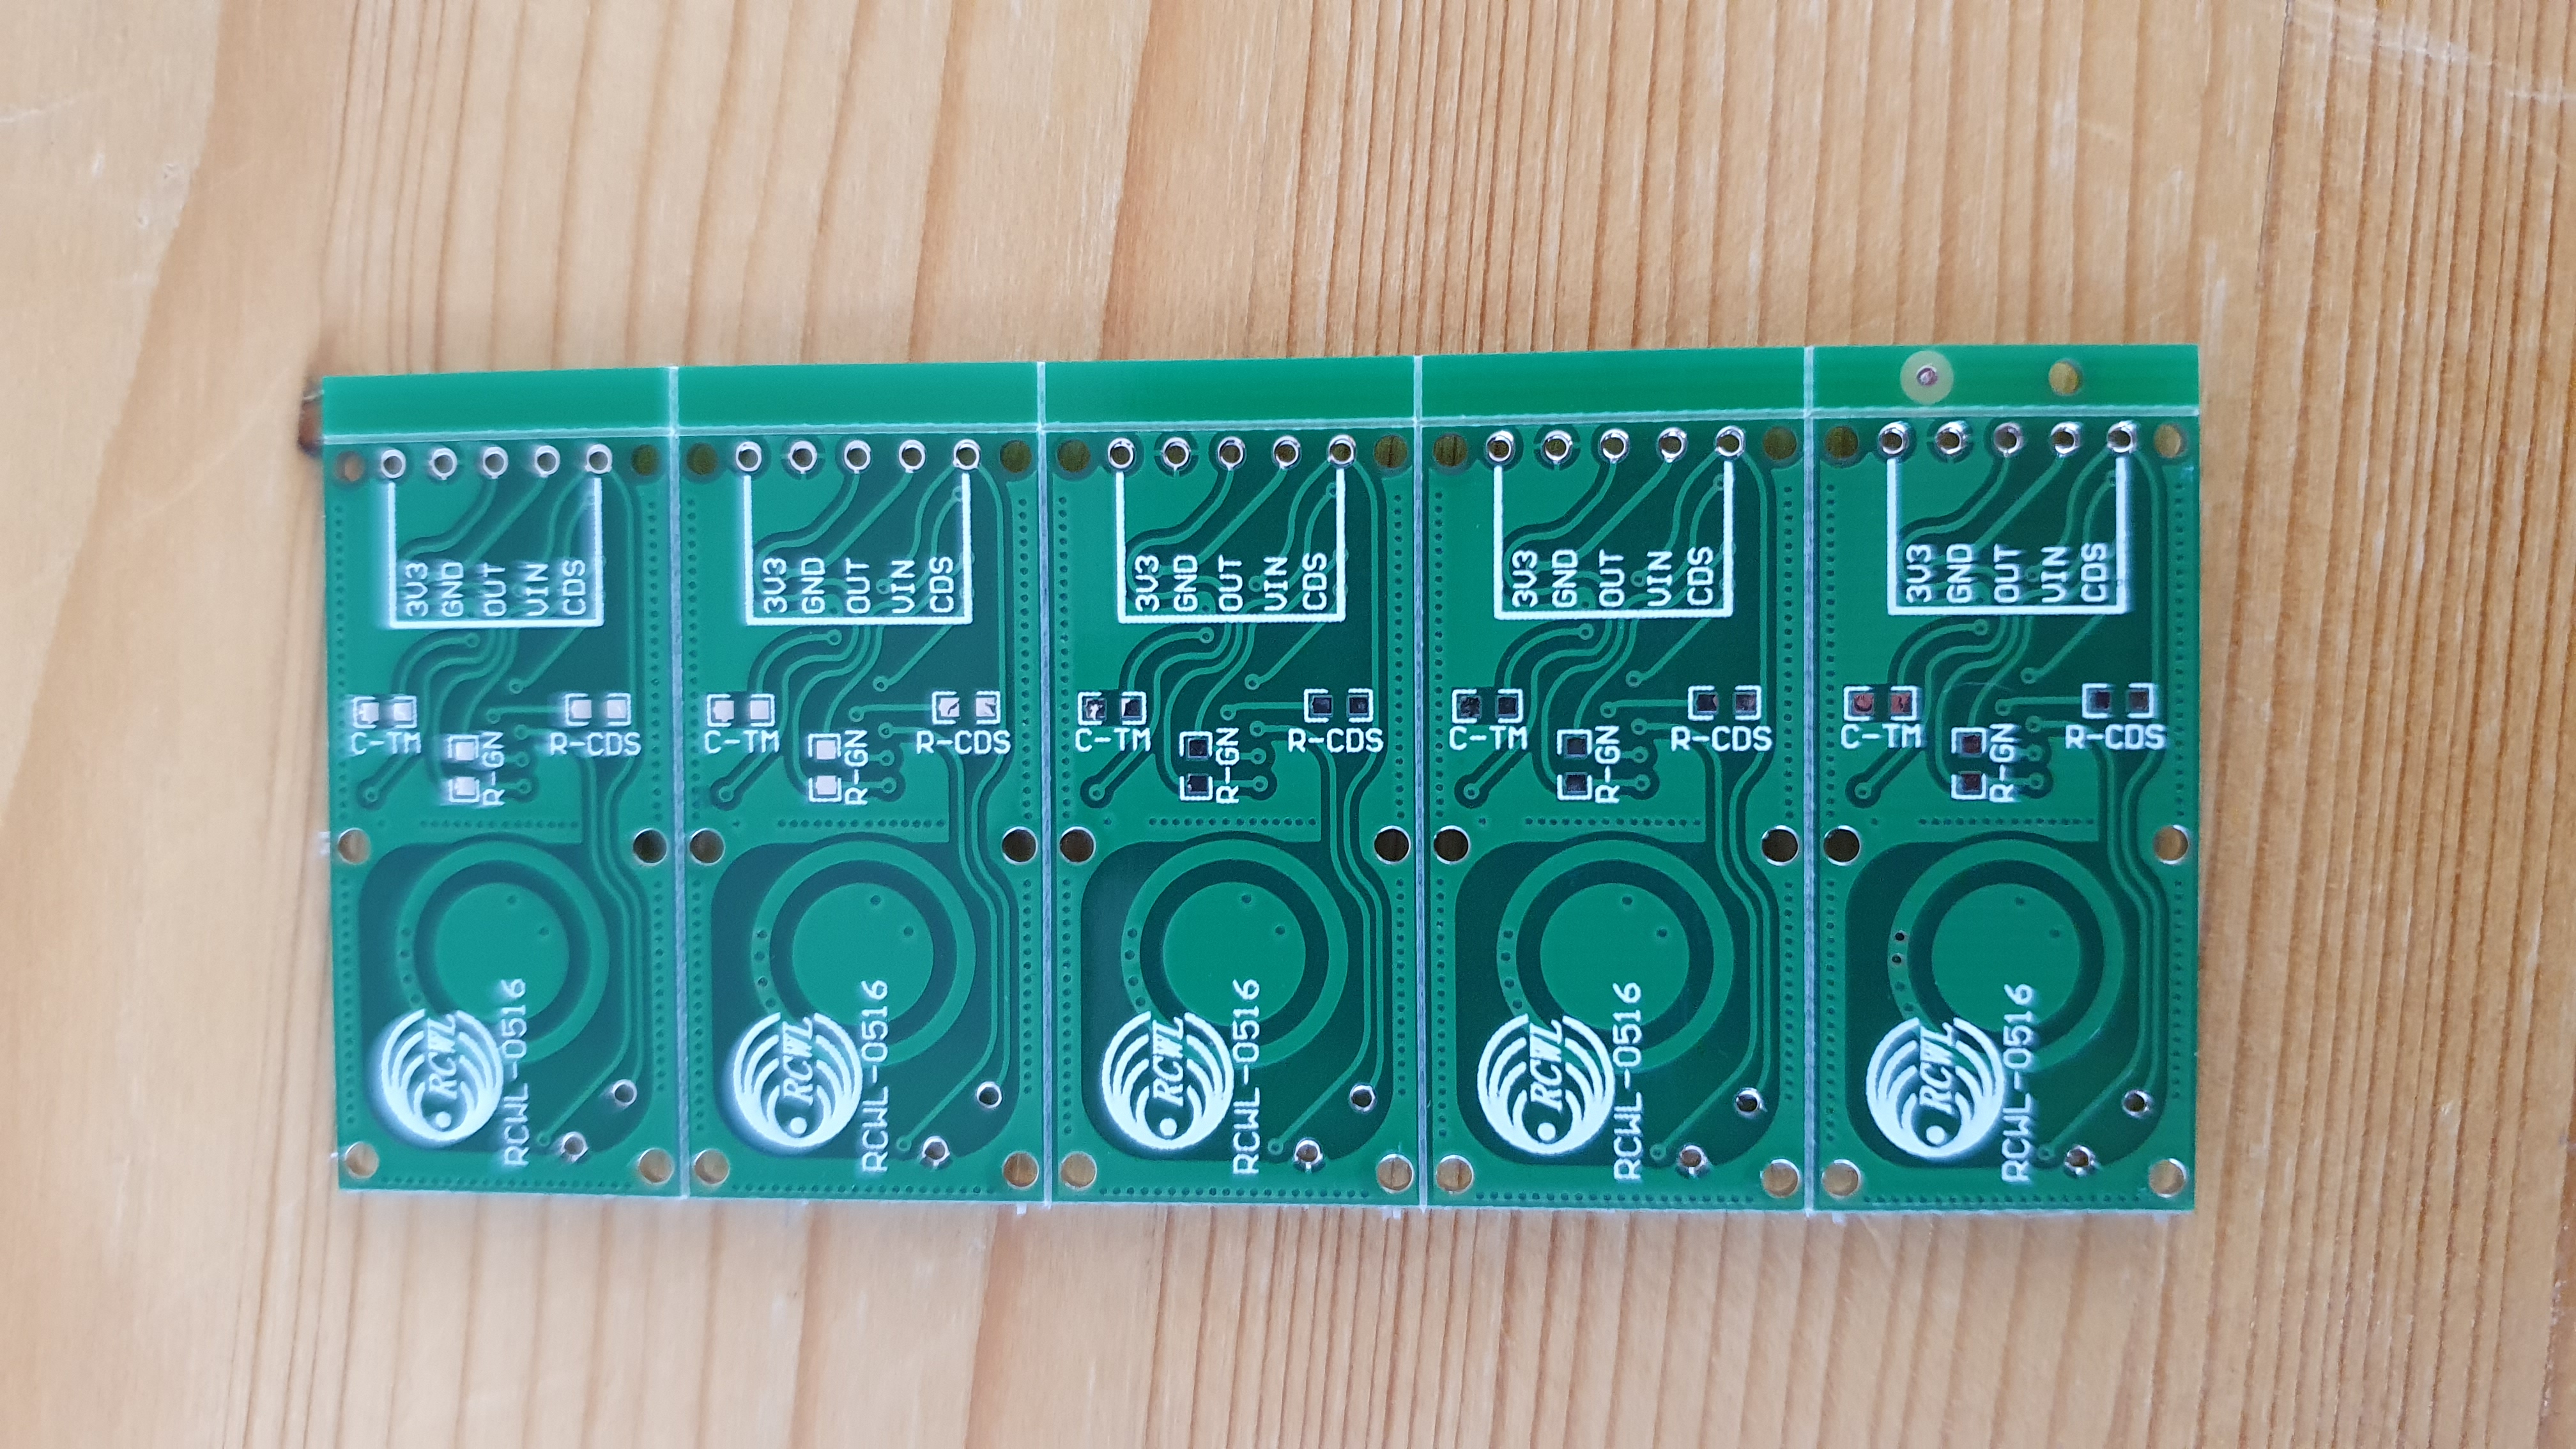 C-TM
RCWL
RCWL-0516
R-GN
R-CDS
3V3
GND
OUT
VIN
CDS
C-TM
RCWL
RCWL-0516
R-GN
R-CDS
3V3
GND
OUT
VIN
CDS
C-TM
RCWL
RCWL-0516
R-GN
R-CDS
3V3
GND
OUT
VIN
CDS
C-TM
RCWL
RCWL-0516
R-GN
R-CDS
3V3
GND
OUT
VIN
CDS
C-TM
RCWL
RCWL-0516
R-GN
R-CDS
3V3
GND
OUT
VIN
CDS